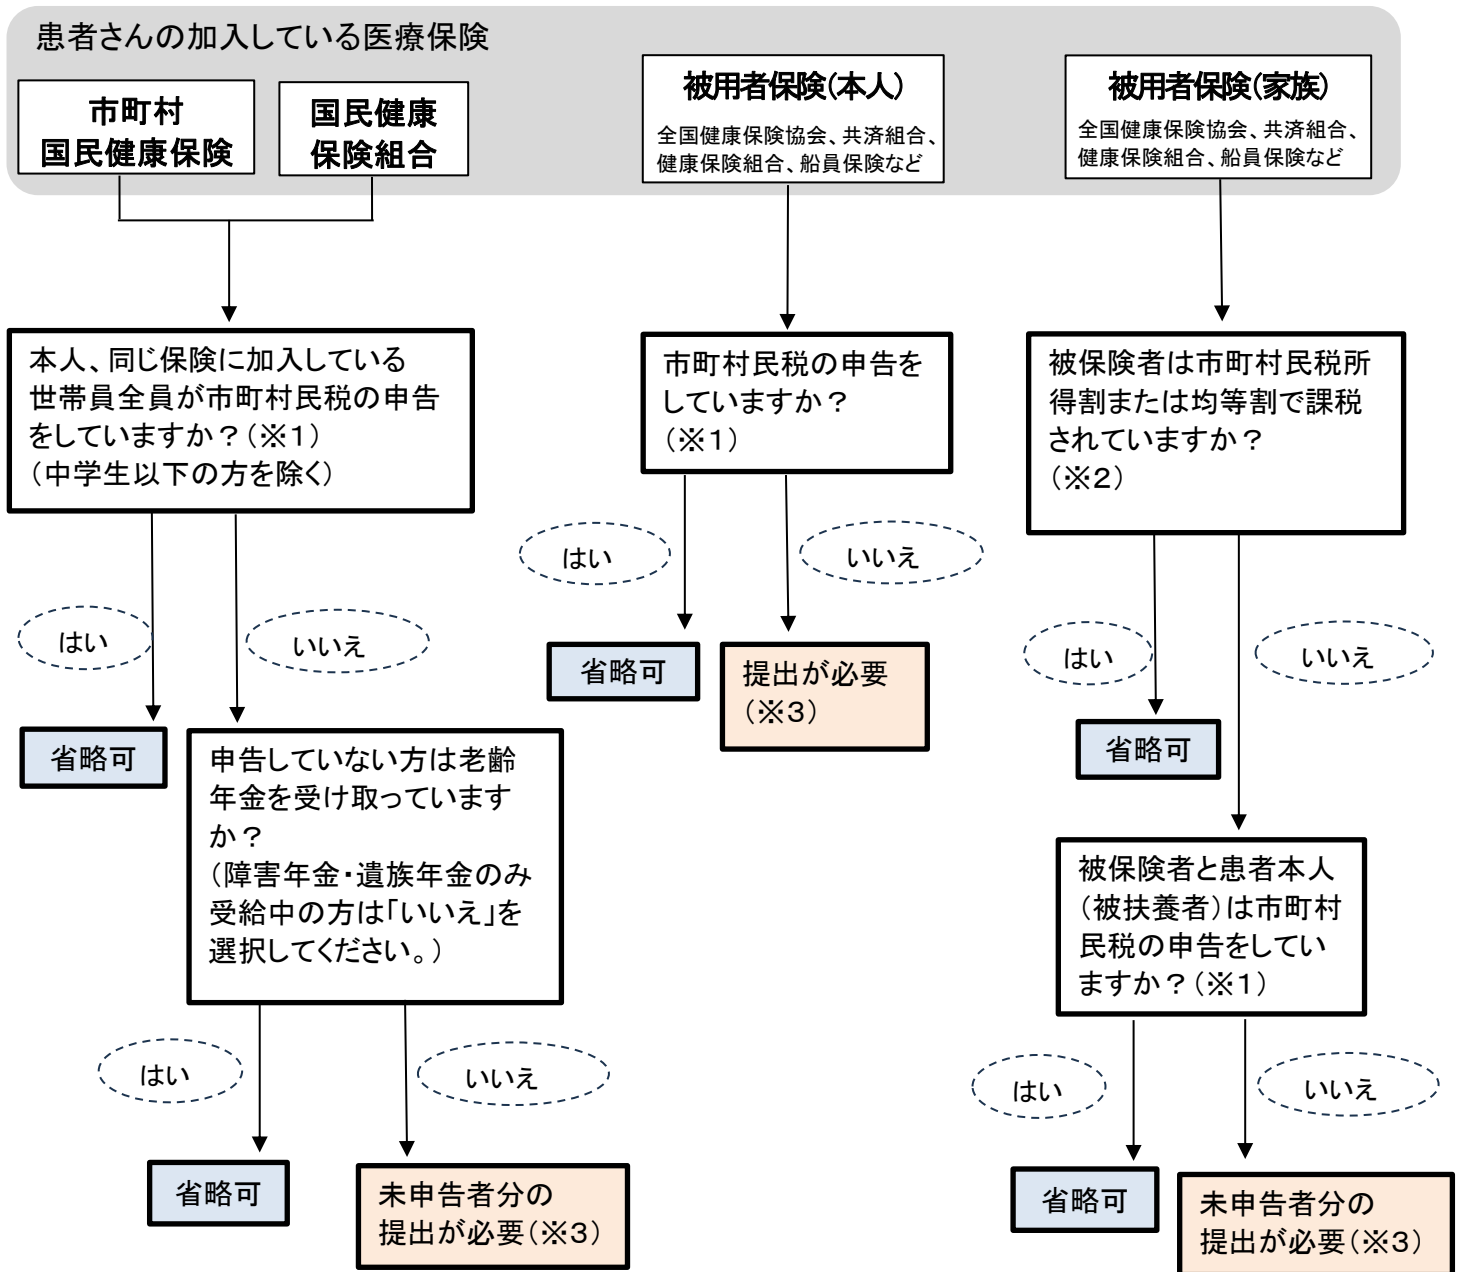 患者さんの加入している医療保険
市町村
国民健康保険
国民健康
保険組合
被用者保険(本人)
全国健康保険協会、共済組合、
健康保険組合、船員保険など
被用者保険(家族)
全国健康保険協会、共済組合、
健康保険組合、船員保険など
本人、同じ保険に加入している
世帯員全員が市町村民税の申告
をしていますか？(※1)
(中学生以下の方を除く)
はい
いいえ
省略可
申告していない方は老齢
年金を受け取っています
か？
(障害年金・遺族年金のみ
受給中の方は「いいえ」を
選択してください。)
はい
いいえ
省略可
未申告者分の
提出が必要(※3)
市町村民税の申告を
していますか？
(※1)
はい
いいえ
省略可
提出が必要
(※3)
被保険者は市町村民税所
得割または均等割で課税
されていますか？
(※2)
はい
いいえ
省略可
被保険者と患者本人
(被扶養者)は市町村
民税の申告をしてい
ますか？(※1)
はい
いいえ
省略可
未申告者分の
提出が必要(※3)